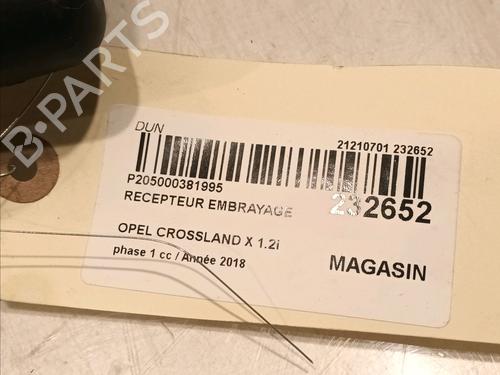 B-PARTS
DUN
21210701 232652
P205000381995
RECEPTEUR EMBRAYAGE
232652
OPEL CROSSLAND X 1.2i
phase 1 cc / Année 2018
MAGASIN